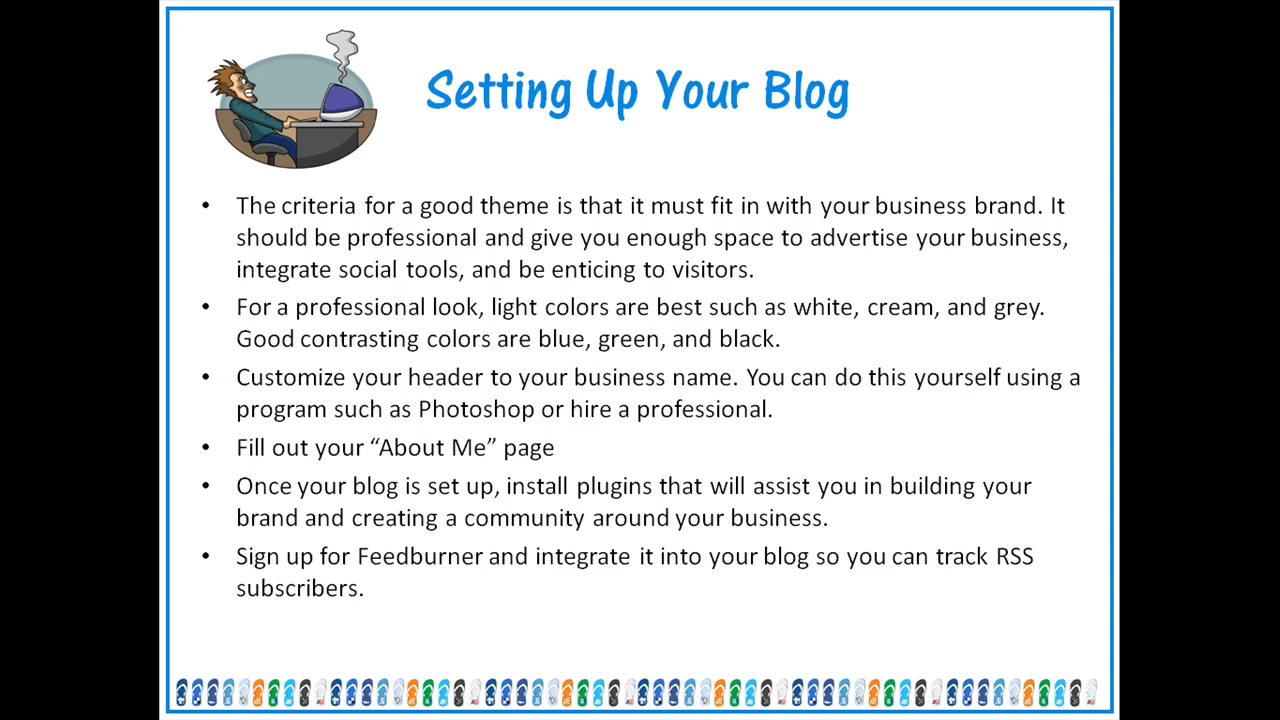 Setting Up Your Blog
• The criteria for a good theme is that it must fit in with your business brand. It
should be professional and give you enough space to advertise your business,
integrate social tools, and be enticing to visitors.
• For a professional look, light colors are best such as white, cream, and grey.
Good contrasting colors are blue, green, and black.
• Customize your header to your business name. You can do this yourself using a
program such as Photoshop or hire a professional.
• Fill out your “About Me” page
• Once your blog is set up, install plugins that will assist you in building your
brand and creating a community around your business.
• Sign up for Feedburner and integrate it into your blog so you can track RSS
subscribers.